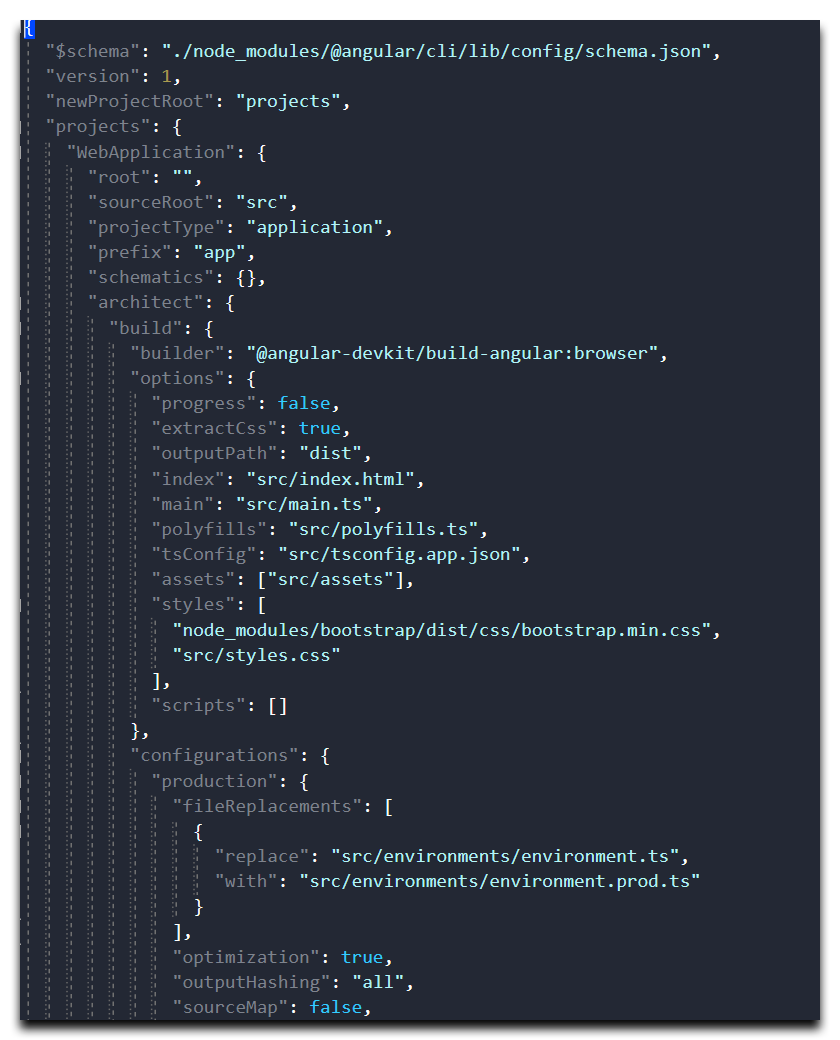 {
"$schema": "./node_modules/@angular/cli/lib/config/schema.json",
"version": 1,
"newProjectRoot": "projects",
"projects": {
"WebApplication": {
"root": "",
"sourceRoot": "src",
"projectType": "application",
"prefix": "app",
"schematics": {},
"architect": {
"build": {
"builder": "@angular-devkit/build-angular:browser",
"options": {
"progress": false,
"extractCss": true,
"outputPath": "dist",
"index": "src/index.html",
"main": "src/main.ts",
"polyfills": "src/polyfills.ts",
"tsConfig": "src/tsconfig.app.json",
"assets": ["src/assets"],
"styles": [
"node_modules/bootstrap/dist/css/bootstrap.min.css",
"src/styles.css"
],
"scripts": []
},
"configurations": {
"production": {
"fileReplacements": [
{
"replace": "src/environments/environment.ts",
"with": "src/environments/environment.prod.ts"
}
],
"optimization": true,
"outputHashing": "all",
"sourceMap": false,